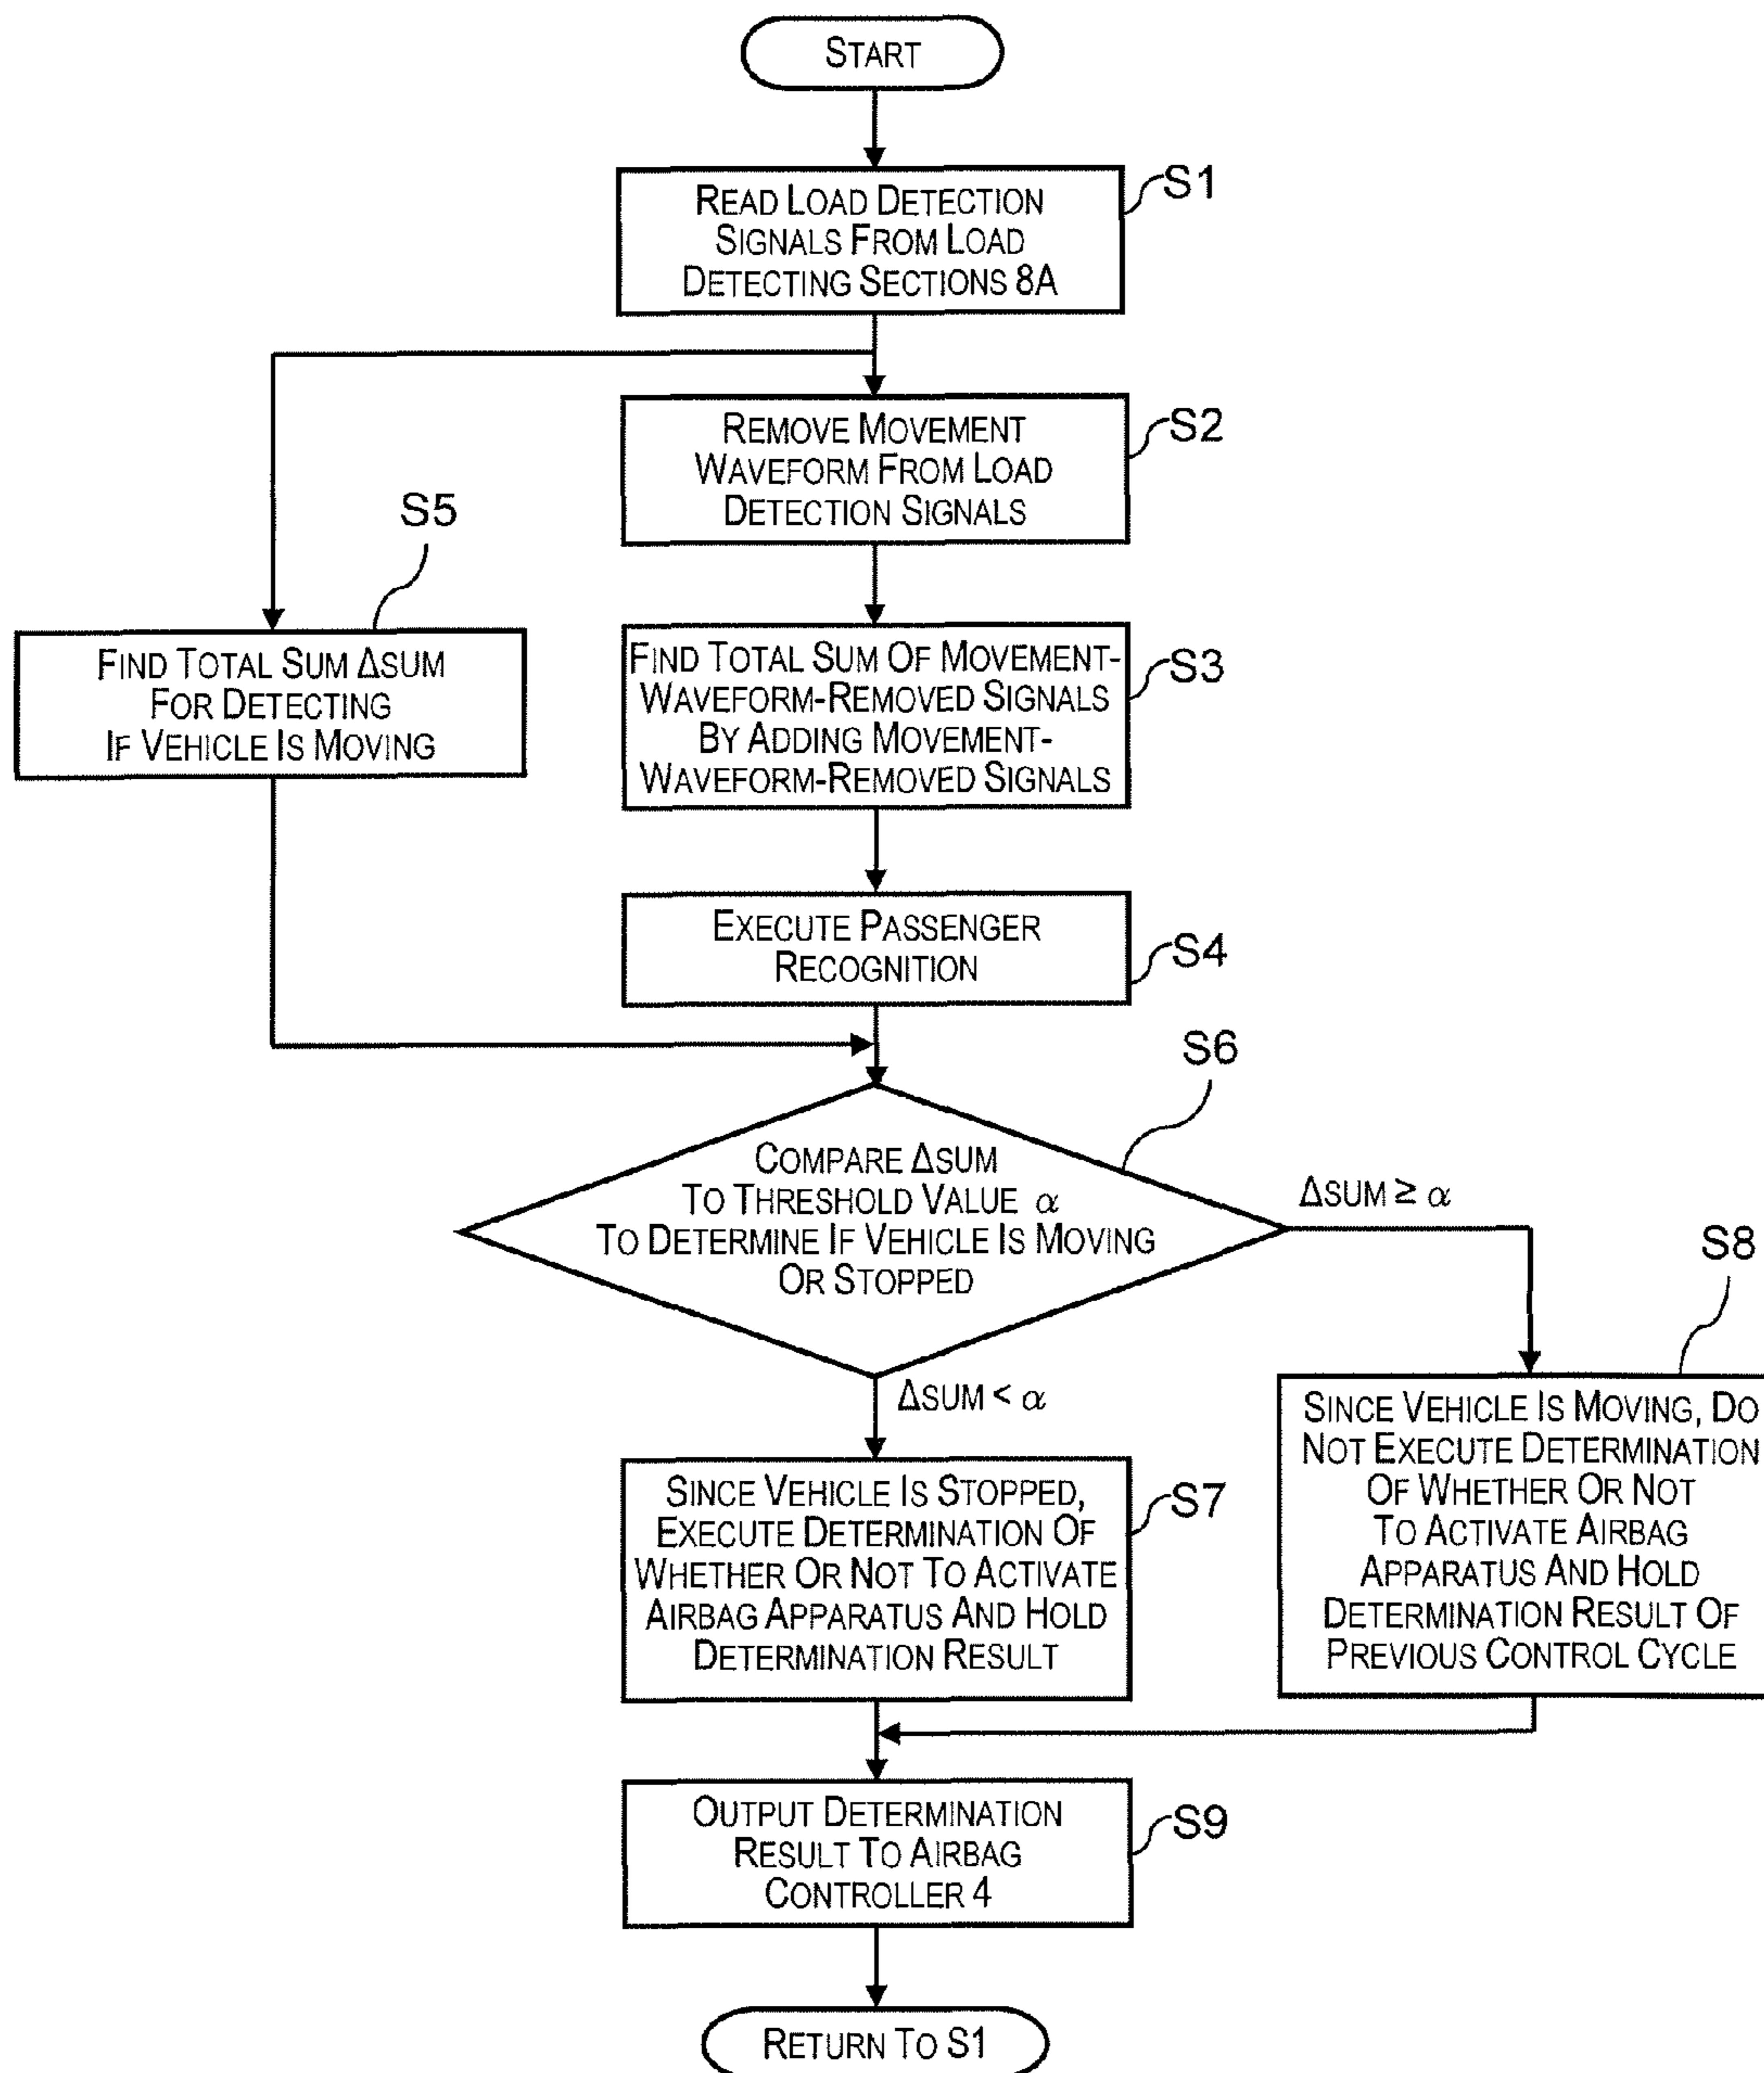 START
READ LOAD DETECTION
SIGNALS FROM LOAD
DETECTING SECTIONS 8A
S1
REMOVE MOVEMENT
WAVEFORM FROM LOAD
DETECTION SIGNALS
S2
S5
FIND TOTAL SUM ΔSUM
FOR DETECTING
IF VEHICLE IS MOVING
FIND TOTAL SUM OF MOVEMENT-
WAVEFORM-REMOVED SIGNALS
BY ADDING MOVEMENT-
WAVEFORM-REMOVED SIGNALS
S3
EXECUTE PASSENGER
RECOGNITION
S4
S6
COMPARE ΔSUM
TO THRESHOLD VALUE α
TO DETERMINE IF VEHICLE IS MOVING
OR STOPPED
ΔSUM ≥ α
S8
ΔSUM < α
SINCE VEHICLE IS STOPPED,
EXECUTE DETERMINATION OF
WHETHER OR NOT TO ACTIVATE
AIRBAG APPARATUS AND HOLD
DETERMINATION RESULT
S7
SINCE VEHICLE IS MOVING, DO
NOT EXECUTE DETERMINATION
OF WHETHER OR NOT
TO ACTIVATE AIRBAG
APPARATUS AND HOLD
DETERMINATION RESULT OF
PREVIOUS CONTROL CYCLE
OUTPUT DETERMINATION
RESULT TO AIRBAG
CONTROLLER 4
S9
RETURN TO S1